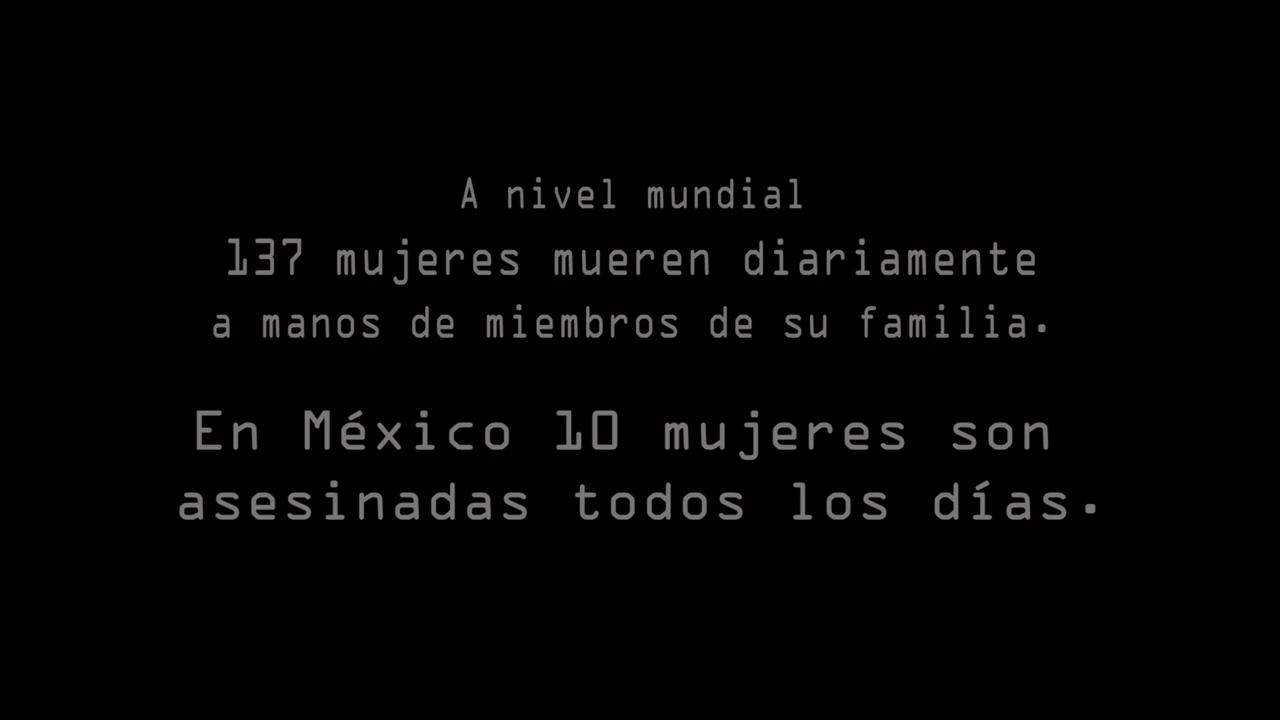 A nivel mundial
137 mujeres mueren diariamente
a manos de miembros de su familia.
En México 10 mujeres son
asesinadas todos los días.